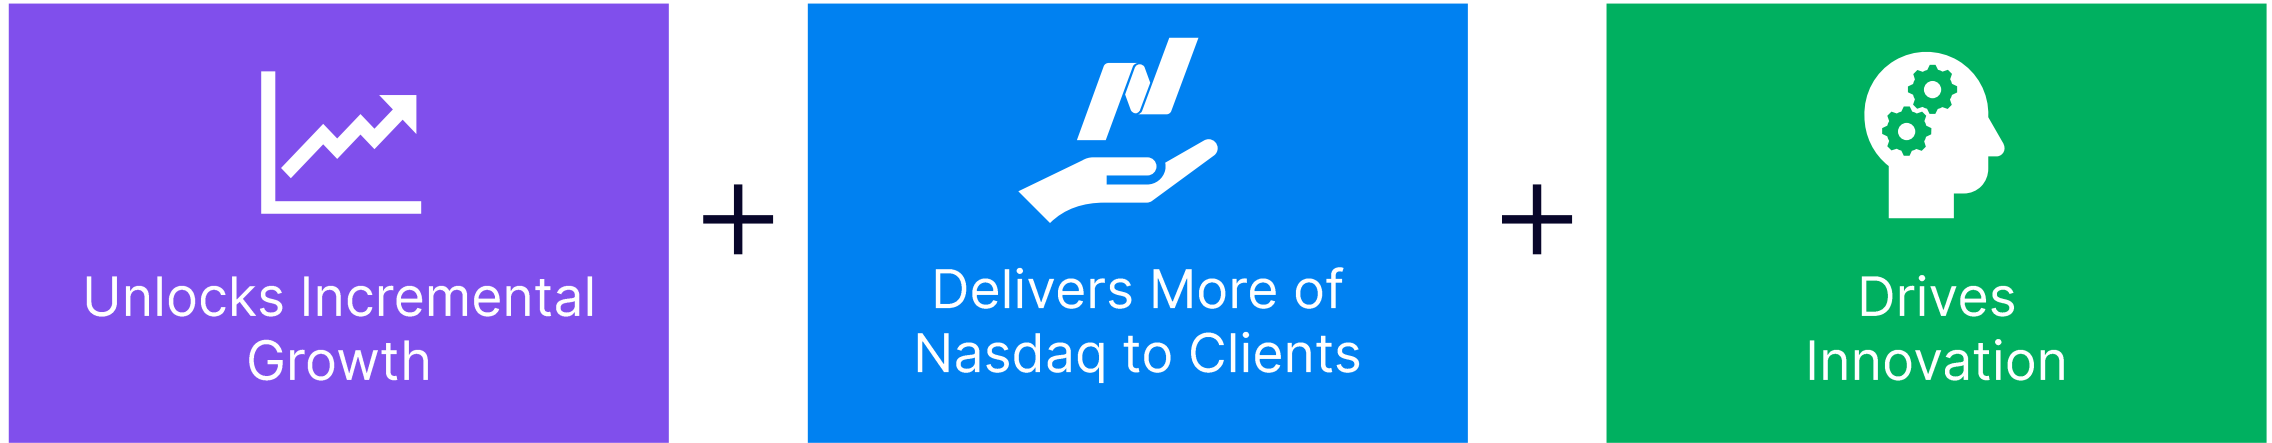 Unlocks Incremental
Growth
+
Delivers More of
Nasdaq to Clients
+
Drives
Innovation